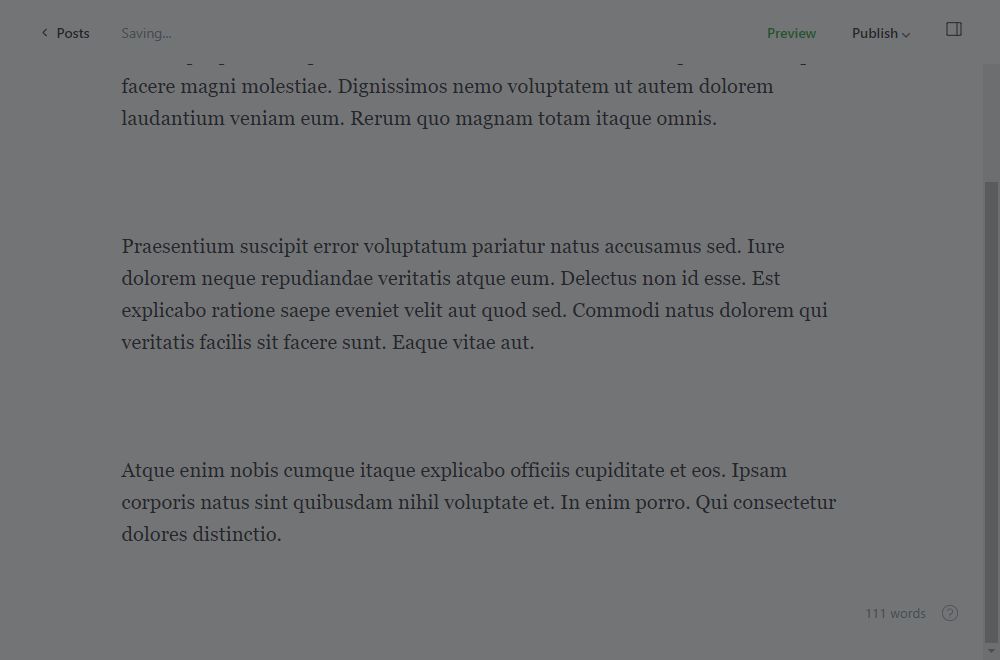 Posts
Saving...
Preview
Publish
facere magni molestiae. Dignissimos nemo voluptatem ut autem dolorem
laudantium veniam eum. Rerum quo magnam totam itaque omnis.
Praesentium suscipit error voluptatum pariatur natus accusamus sed. Iure
dolorem neque repudiandae veritatis atque eum. Delectus non id esse. Est
explicabo ratione saepe eveniet velit aut quod sed. Commodi natus dolorem qui
veritatis facilis sit facere sunt. Eaque vitae aut.
Atque enim nobis cumque itaque explicabo officiis cupiditate et eos. Ipsam
corporis natus sint quibusdam nihil voluptate et. In enim porro. Qui consectetur
dolores distinctio.
111 words
?